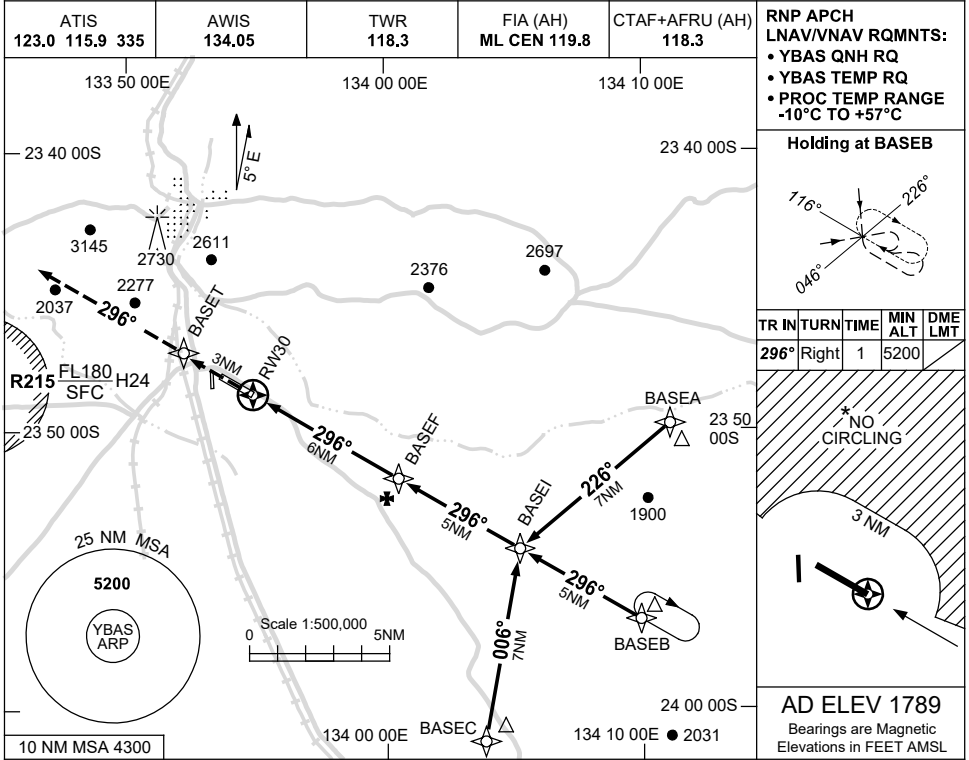 ATIS
123.0 115.9 335
AWIS
134.05
TWR
118.3
FIA (AH)
ML CEN 119.8
CTAF+AFRU (AH)
118.3
RNP APCH
LNAV/VNAV RQMNTS:
• YBAS QNH RQ
• YBAS TEMP RQ
• PROC TEMP RANGE
-10°C TO +57°C
133 50 00E
134 00 00E
134 10 00E
23 40 00S
23 40 00S
5° E
Holding at BASEB
116°
226°
046°
3145
2730
2611
2697
2376
2037
2277
296°
BASET
3NM
RW30
TR IN
TURN
TIME
MIN
ALT
DME
LMT
296°
Right
1
5200
R215
FL180
SFC
H24
23 50 00S
BASEA
23 50
00S
296°
6NM
BASEF
226°
7NM
1900
BASEI
296°
5NM
296°
5NM
*NO
CIRCLING
3 NM
25 NM MSA
5200
YBAS
ARP
Scale 1:500,000
0
5NM
006°
7NM
BASEB
BASEC
24 00 00S
10 NM MSA 4300
134 00 00E
134 10 00E
2031
AD ELEV 1789
Bearings are Magnetic
Elevations in FEET AMSL